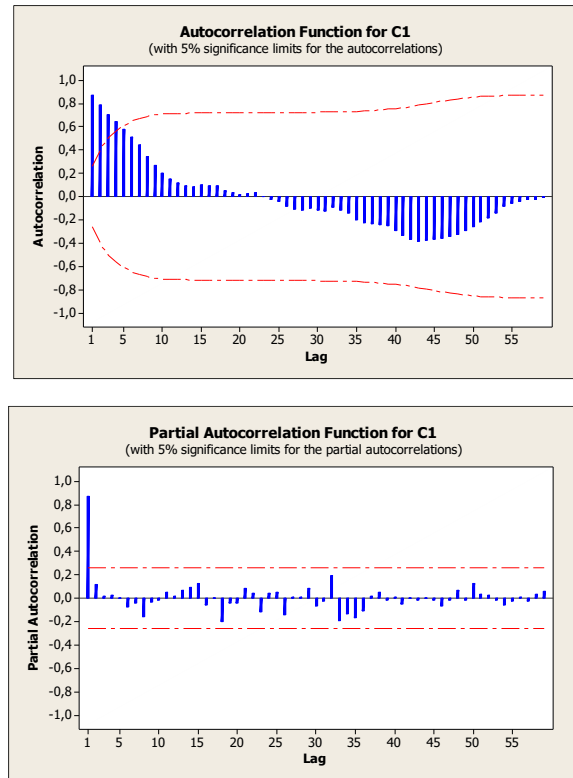 Autocorrelation Function for C1
(with 5% significance limits for the autocorrelations)
1,0
0,8
0,6
0,4
0,2
0,0
-0,2
-0,4
-0,6
-0,8
-1,0
Autocorrelation
1 5 10 15 20 25 30 35 40 45 50 55
Lag
Partial Autocorrelation Function for C1
(with 5% significance limits for the partial autocorrelations)
1,0
0,8
0,6
0,4
0,2
0,0
-0,2
-0,4
-0,6
-0,8
-1,0
Partial Autocorrelation
1 5 10 15 20 25 30 35 40 45 50 55
Lag